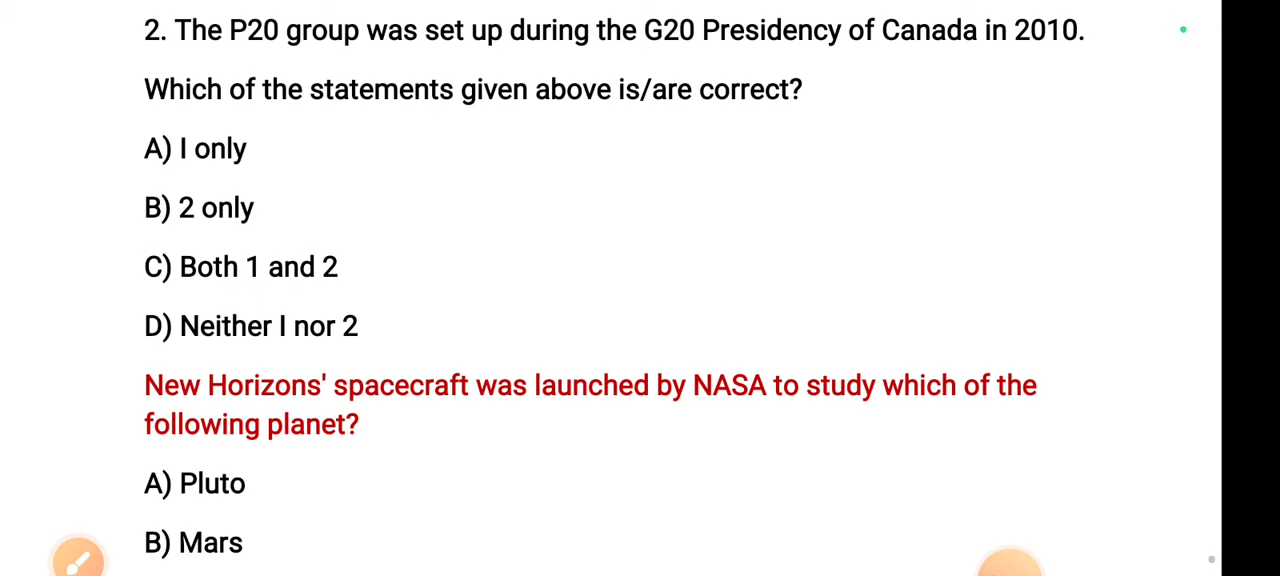 2. The P20 group was set up during the G20 Presidency of Canada in 2010.
Which of the statements given above is/are correct?
A) I only
B) 2 only
C) Both 1 and 2
D) Neither I nor 2
New Horizons' spacecraft was launched by NASA to study which of the
following planet?
A) Pluto
B) Mars